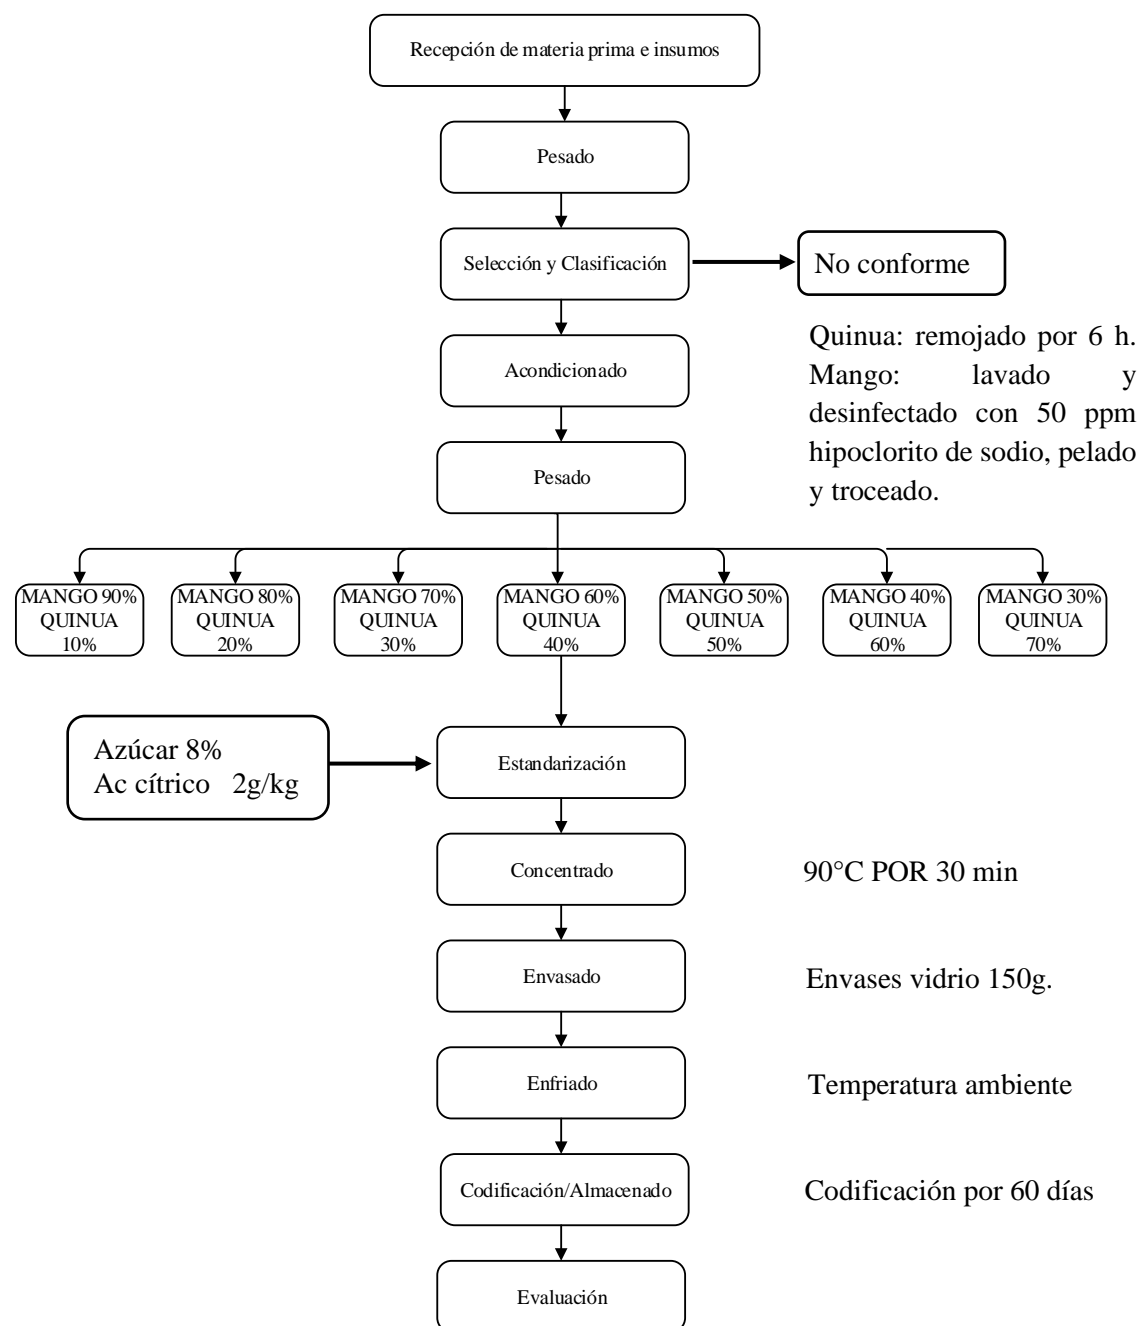 Recepción de materia prima e insumos
Pesado
Selección y Clasificación
No conforme
Acondicionado
Quinua: remojado por 6 h.
Mango: lavado y
desinfectado con 50 ppm
hipoclorito de sodio, pelado
y troceado.
Pesado
MANGO 90%
QUINUA
10%
MANGO 80%
QUINUA
20%
MANGO 70%
QUINUA
30%
MANGO 60%
QUINUA
40%
MANGO 50%
QUINUA
50%
MANGO 40%
QUINUA
60%
MANGO 30%
QUINUA
70%
Azúcar 8%
Ac cítrico 2g/kg
Estandarización
Concentrado
90°C POR 30 min
Envasado
Envases vidrio 150g.
Enfriado
Temperatura ambiente
Codificación/Almacenado
Codificación por 60 días
Evaluación